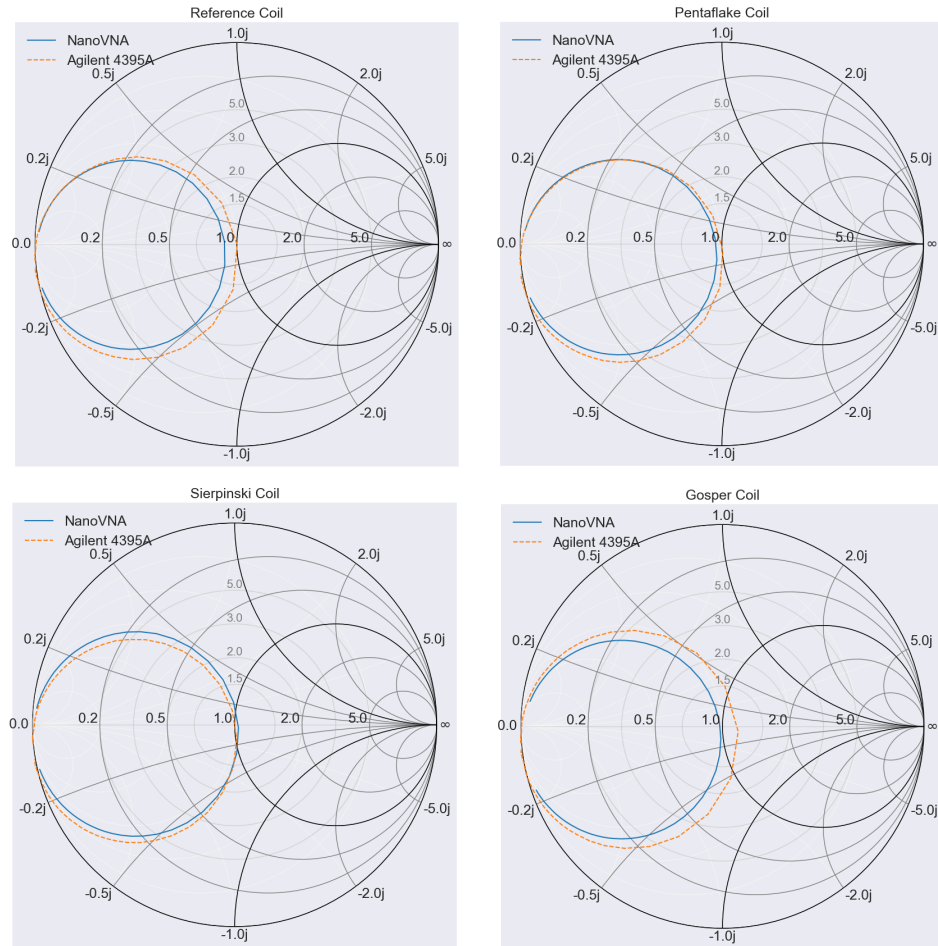 Reference Coil
NanoVNA
Agilent 4395A
1.0j
0.5j
2.0j
5.0
3.0
0.2j
5.0j
2.0
1.5
0.0
0.2
0.5
1.0
2.0
5.0
∞
-0.2j
-5.0j
-0.5j
-2.0j
-1.0j
Pentaflake Coil
NanoVNA
Agilent 4395A
1.0j
0.5j
2.0j
5.0
3.0
0.2j
5.0j
2.0
1.5
0.0
0.2
0.5
1.0
2.0
5.0
∞
-0.2j
-5.0j
-0.5j
-2.0j
-1.0j
Sierpinski Coil
NanoVNA
Agilent 4395A
1.0j
0.5j
2.0j
5.0
3.0
0.2j
5.0j
2.0
1.5
0.0
0.2
0.5
1.0
2.0
5.0
∞
-0.2j
-5.0j
-0.5j
-2.0j
-1.0j
Gosper Coil
NanoVNA
Agilent 4395A
1.0j
0.5j
2.0j
5.0
3.0
0.2j
5.0j
2.0
1.5
0.0
0.2
0.5
1.0
2.0
5.0
∞
-0.2j
-5.0j
-0.5j
-2.0j
-1.0j